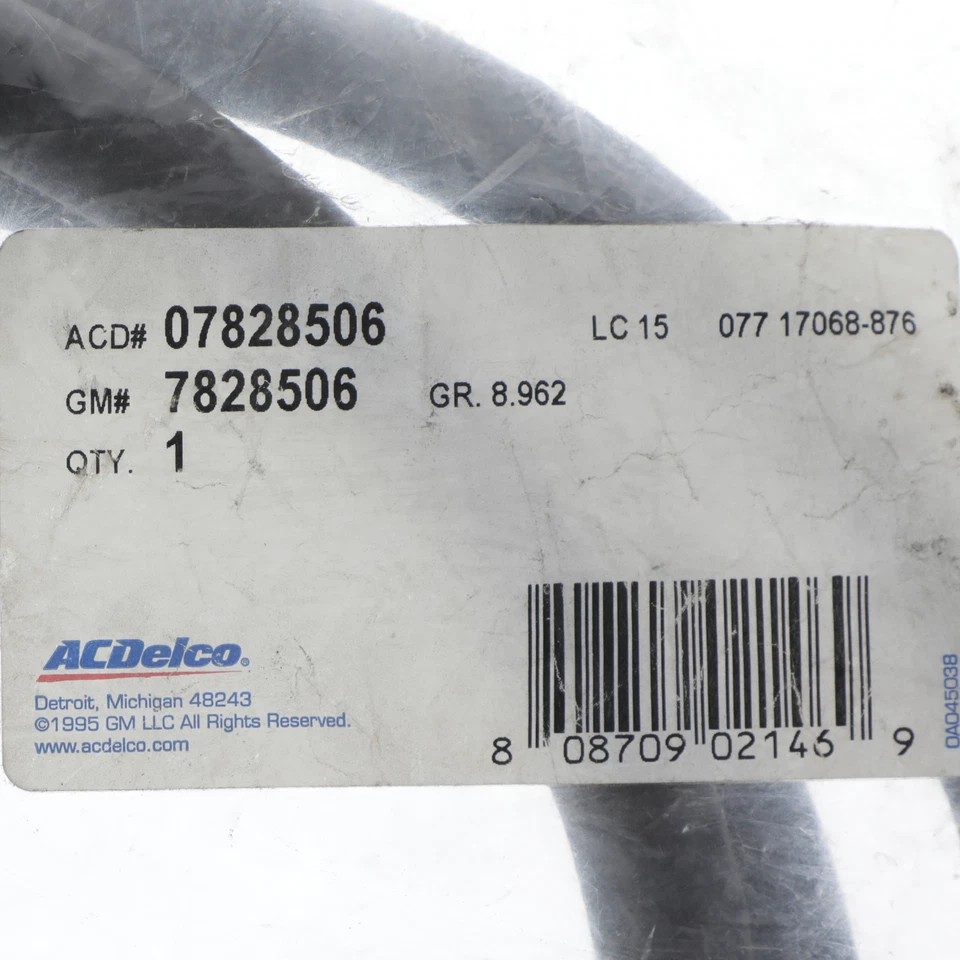 ACD# 07828506 LC 15 077 17068-876
GM# 7828506 GR. 8.962
QTY. 1
ACDelco®
Detroit, Michigan 48243
©1995 GM LLC All Rights Reserved.
www.acdelco.com
8 08709 02146 9
0A045038